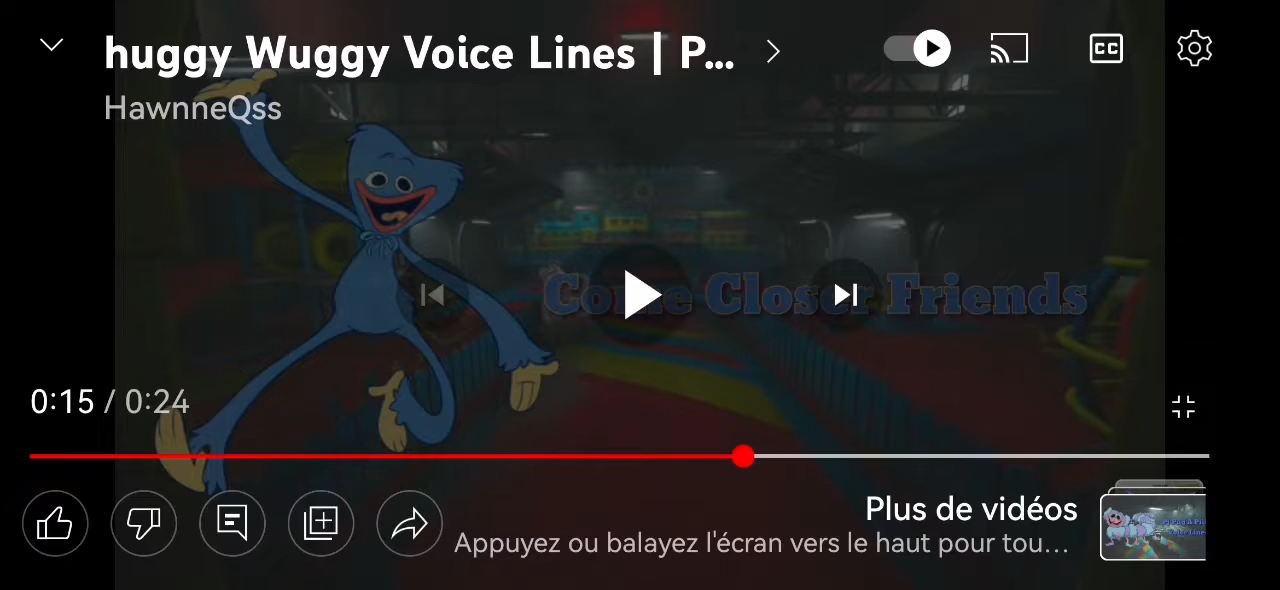 huggy Wuggy Voice Lines | P...
HawnneQss
CC
Come Closer Friends
0:15 / 0:24
Plus de vidéos
Appuyez ou balayez l'écran vers le haut pour tou...